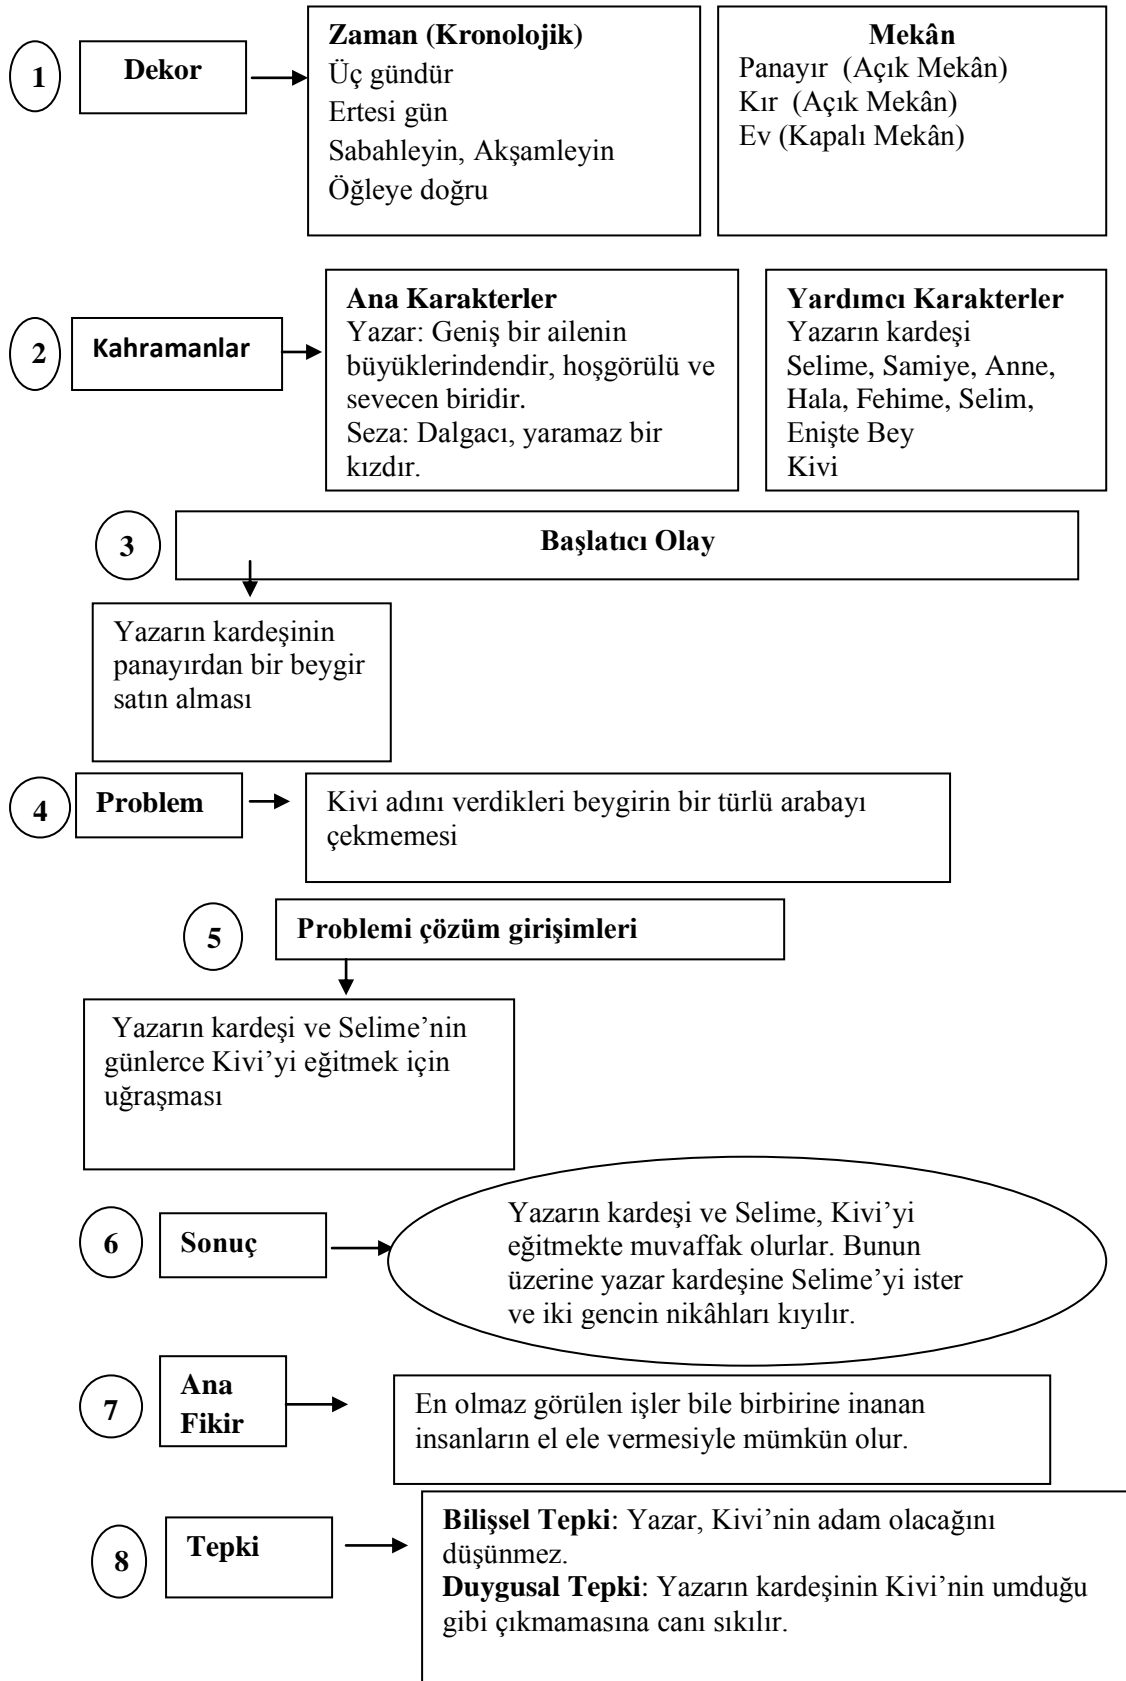 1
Dekor
Zaman (Kronolojik)
Üç gündür
Ertesi gün
Sabahleyin, Akşamleyin
Öğleye doğru
Mekân
Panayır  (Açık Mekân)
Kır  (Açık Mekân)
Ev (Kapalı Mekân)
2
Kahramanlar
Ana Karakterler
Yazar: Geniş bir ailenin
büyüklerindendir, hoşgörülü ve
sevecen biridir.
Seza: Dalgacı, yaramaz bir
kızdır.
Yardımcı Karakterler
Yazarın kardeşi
Selime, Samiye, Anne,
Hala, Fehime, Selim,
Enişte Bey
Kivi
3
Başlatıcı Olay
Yazarın kardeşinin
panayırdan bir beygir
satın alması
4
Problem
Kivi adını verdikleri beygirin bir türlü arabayı
çekmemesi
5
Problemi çözüm girişimleri
Yazarın kardeşi ve Selime’nin
günlerce Kivi’yi eğitmek için
uğraşması
6
Sonuç
Yazarın kardeşi ve Selime, Kivi’yi
eğitmekte muvaffak olurlar. Bunun
üzerine yazar kardeşine Selime’yi ister
ve iki gencin nikâhları kıyılır.
7
Ana
Fikir
En olmaz görülen işler bile birbirine inanan
insanların el ele vermesiyle mümkün olur.
8
Tepki
Bilişsel Tepki: Yazar, Kivi’nin adam olacağını
düşünmez.
Duygusal Tepki: Yazarın kardeşinin Kivi’nin umduğu
gibi çıkmamasına canı sıkılır.